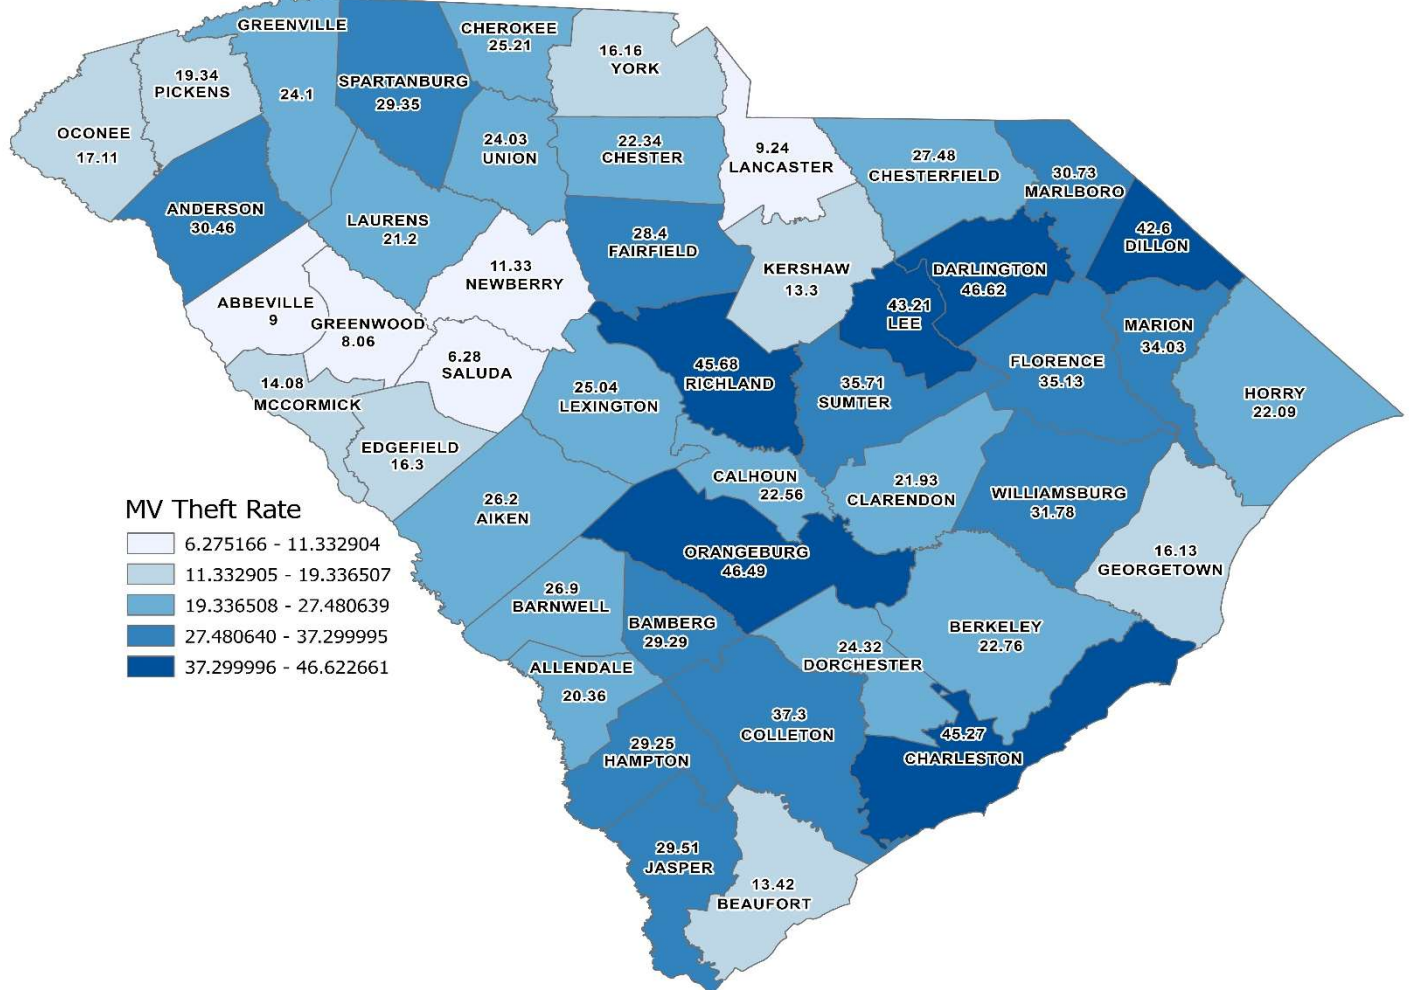 GREENVILLE
24.1
CHEROKEE
25.21
16.16
YORK
19.34
PICKENS
SPARTANBURG
29.35
OCONEE
17.11
24.03
UNION
22.34
CHESTER
9.24
LANCASTER
27.48
CHESTERFIELD
30.73
MARLBORO
ANDERSON
30.46
LAURENS
21.2
28.4
FAIRFIELD
42.6
DILLON
11.33
NEWBERRY
KERSHAW
13.3
DARLINGTON
46.62
ABBEVILLE
9
GREENWOOD
8.06
43.21
LEE
MARION
34.03
6.28
SALUDA
45.68
RICHLAND
FLORENCE
35.13
14.08
MCCORMICK
25.04
LEXINGTON
35.71
SUMTER
HORRY
22.09
EDGEFIELD
16.3
CALHOUN
22.56
21.93
CLARENDON
WILLIAMSBURG
31.78
26.2
AIKEN
ORANGEBURG
46.49
16.13
GEORGETOWN
26.9
BARNWELL
BAMBERG
29.29
BERKELEY
22.76
24.32
DORCHESTER
ALLENDALE
20.36
37.3
COLLETON
45.27
CHARLESTON
29.25
HAMPTON
29.51
JASPER
13.42
BEAUFORT
MV Theft Rate
6.275166 - 11.332904
11.332905 - 19.336507
19.336508 - 27.480639
27.480640 - 37.299995
37.299996 - 46.622661